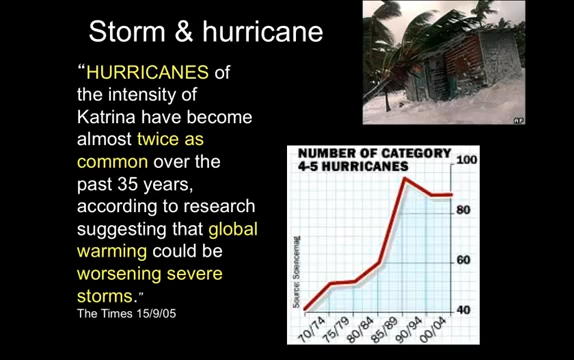 Storm & hurricane
“HURRICANES of
the intensity of
Katrina have become
almost twice as
common over the
past 35 years,
according to research
suggesting that global
warming could be
worsening severe
storms.”
The Times 15/9/05
AP
NUMBER OF CATEGORY
4-5 HURRICANES
100
80
60
40
Source: Sciencemag
70/74
75/79
80/84
85/89
90/94
00/04